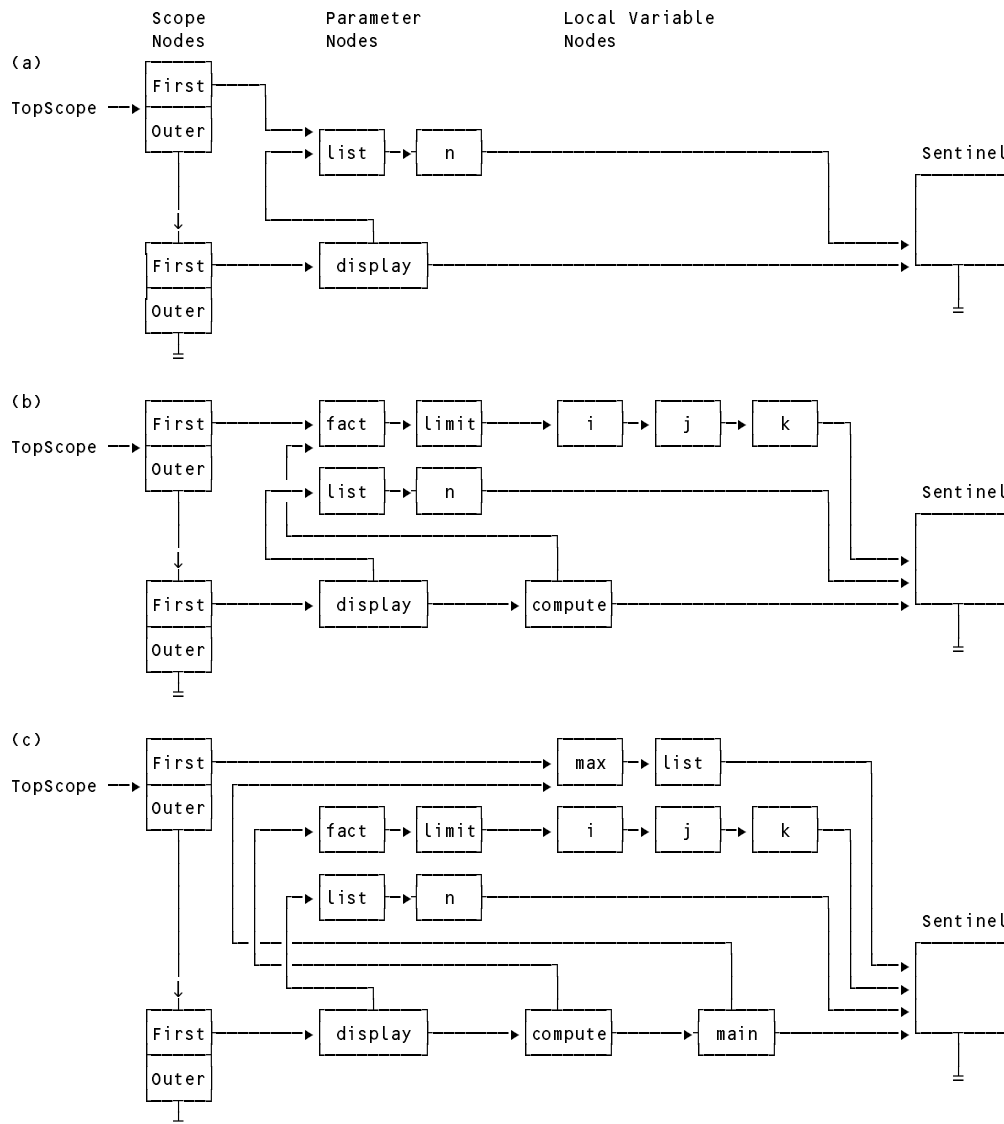 Scope Nodes
Parameter Nodes
Local Variable Nodes
(a)
First
TopScope
Outer
list
n
Sentinel
First
display
Outer
(b)
First
fact
limit
i
j
k
TopScope
Outer
list
n
Sentinel
First
display
compute
Outer
(c)
First
max
list
TopScope
Outer
fact
limit
i
j
k
list
n
Sentinel
First
display
compute
main
Outer